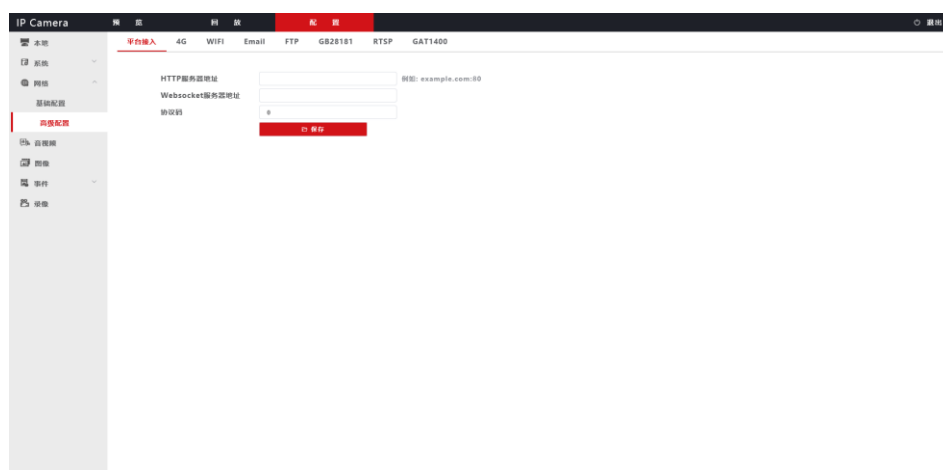 IP Camera 预 览 回 放 配 置 退出
本地
系统
网络
基础配置
高级配置
音视频
图像
事件
录像
平台接入 4G WIFI Email FTP GB28181 RTSP GAT1400
HTTP服务器地址 例如: example.com:80
Websocket服务器地址
协议码 0
保存